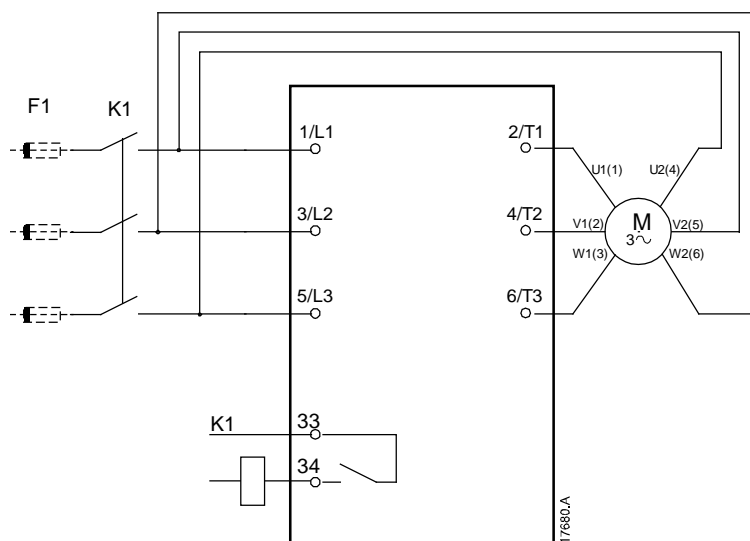 F1
K1
1/L1
2/T1
U1(1)
U2(4)
3/L2
4/T2
V1(2)
M
3~
V2(5)
W1(3)
W2(6)
5/L3
6/T3
K1
33
34
17680.A